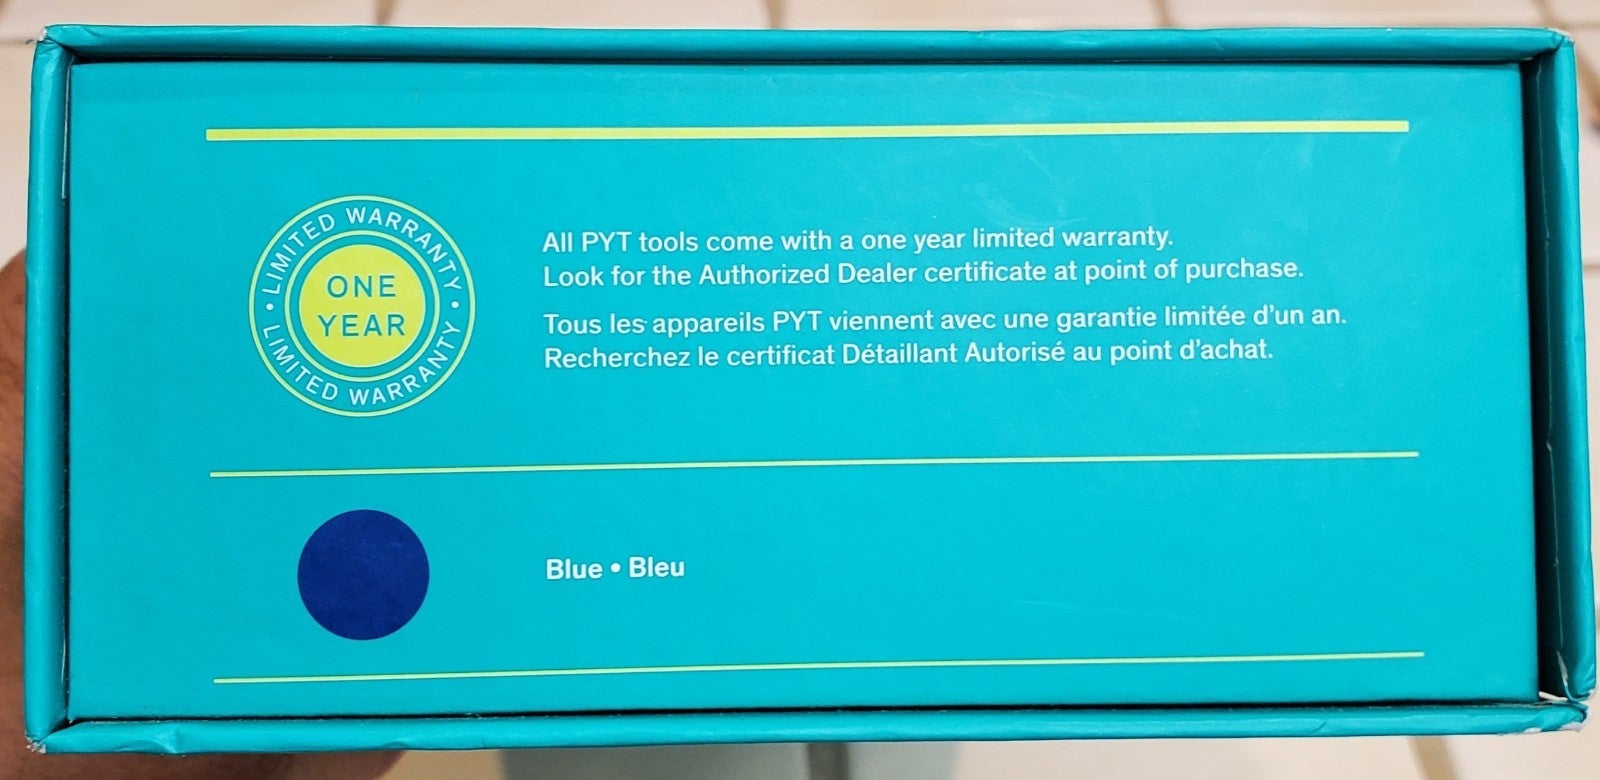 LIMITED WARRANTY
ONE
YEAR
LIMITED WARRANTY
All PYT tools come with a one year limited warranty.
Look for the Authorized Dealer certificate at point of purchase.
Tous les appareils PYT viennent avec une garantie limitée d'un an.
Recherchez le certificat Détaillant Autorisé au point d'achat.
Blue • Bleu